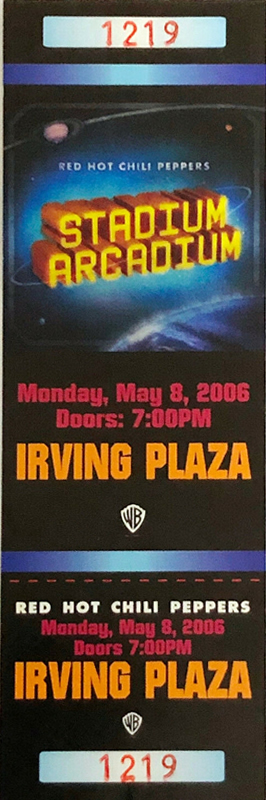 1219
RED HOT CHILI PEPPERS
STADIUM
ARCADIUM
Monday, May 8, 2006
Doors: 7:00PM
IRVING PLAZA
WB
RED HOT CHILI PEPPERS
Monday, May 8, 2006
Doors 7:00PM
IRVING PLAZA
WB
1219